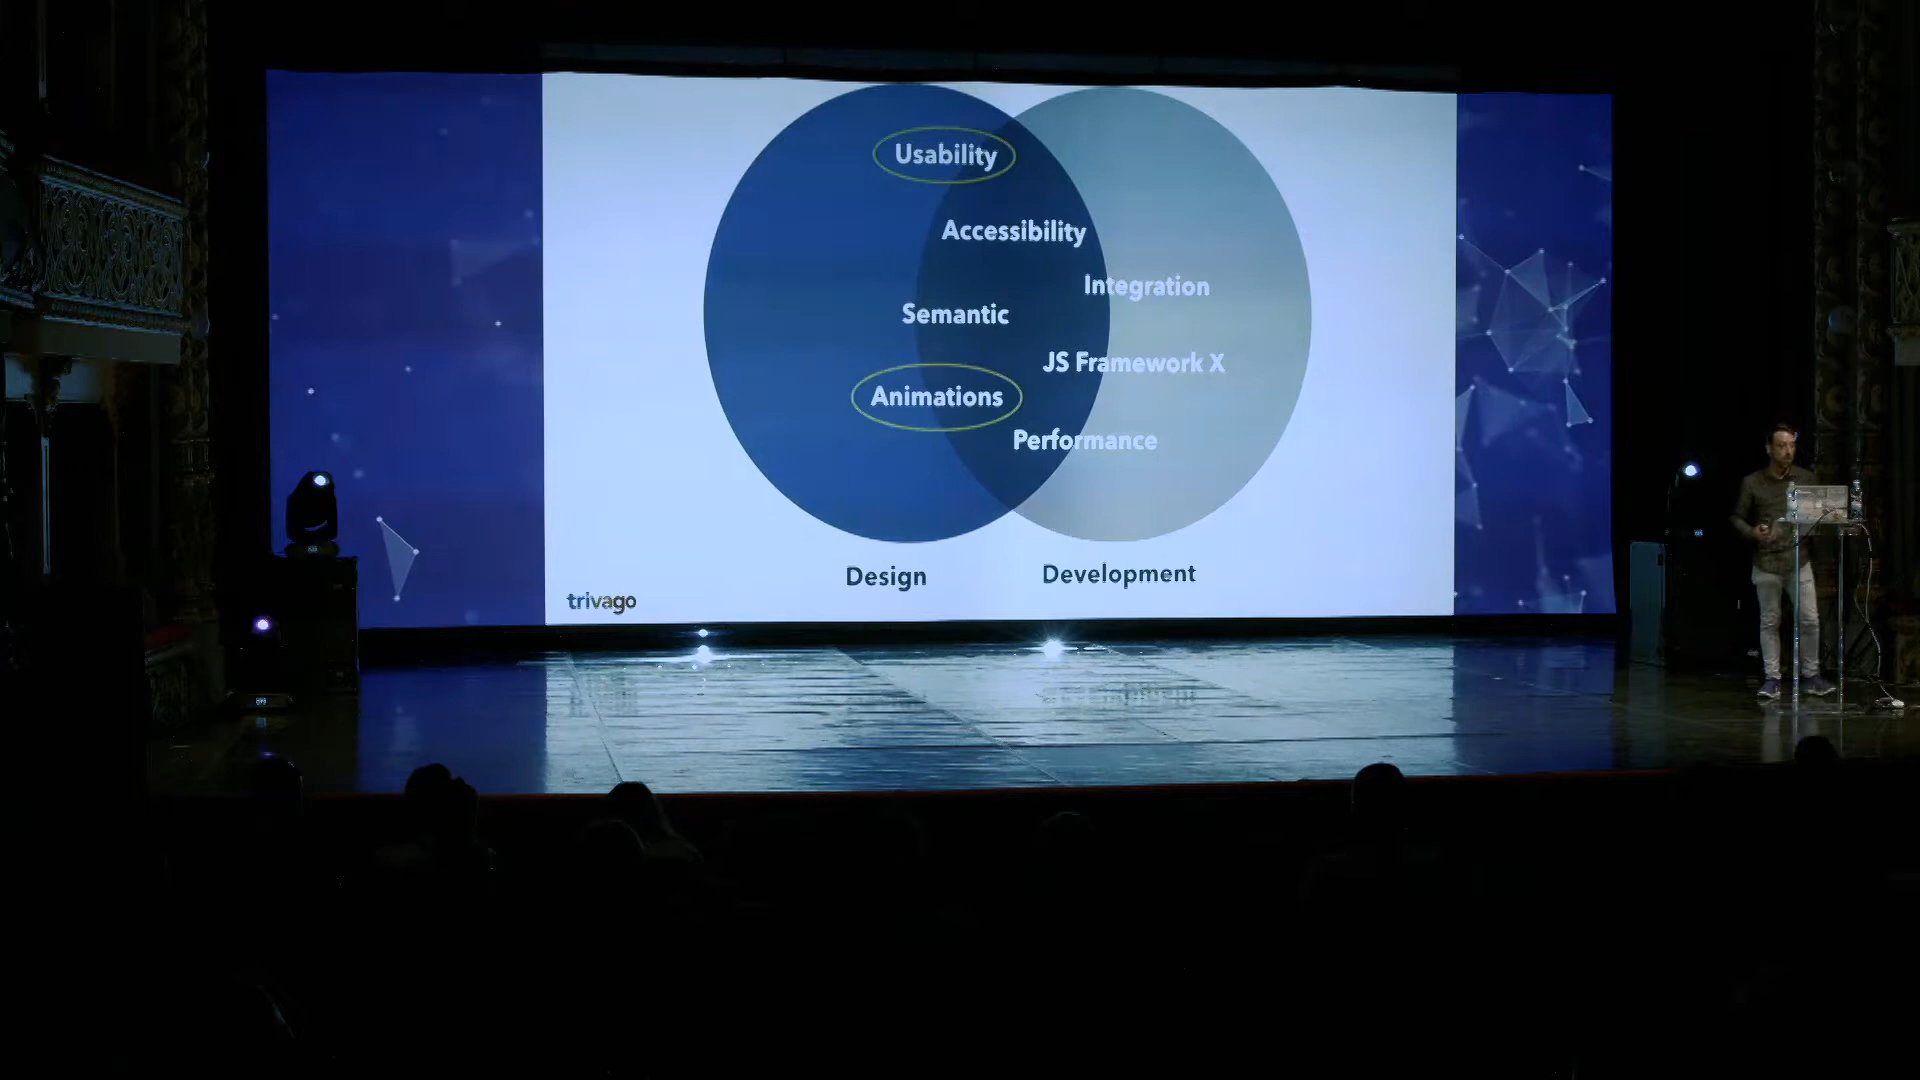 Usability
Accessibility
Integration
Semantic
JS Framework X
Animations
Performance
Design
Development
trivago